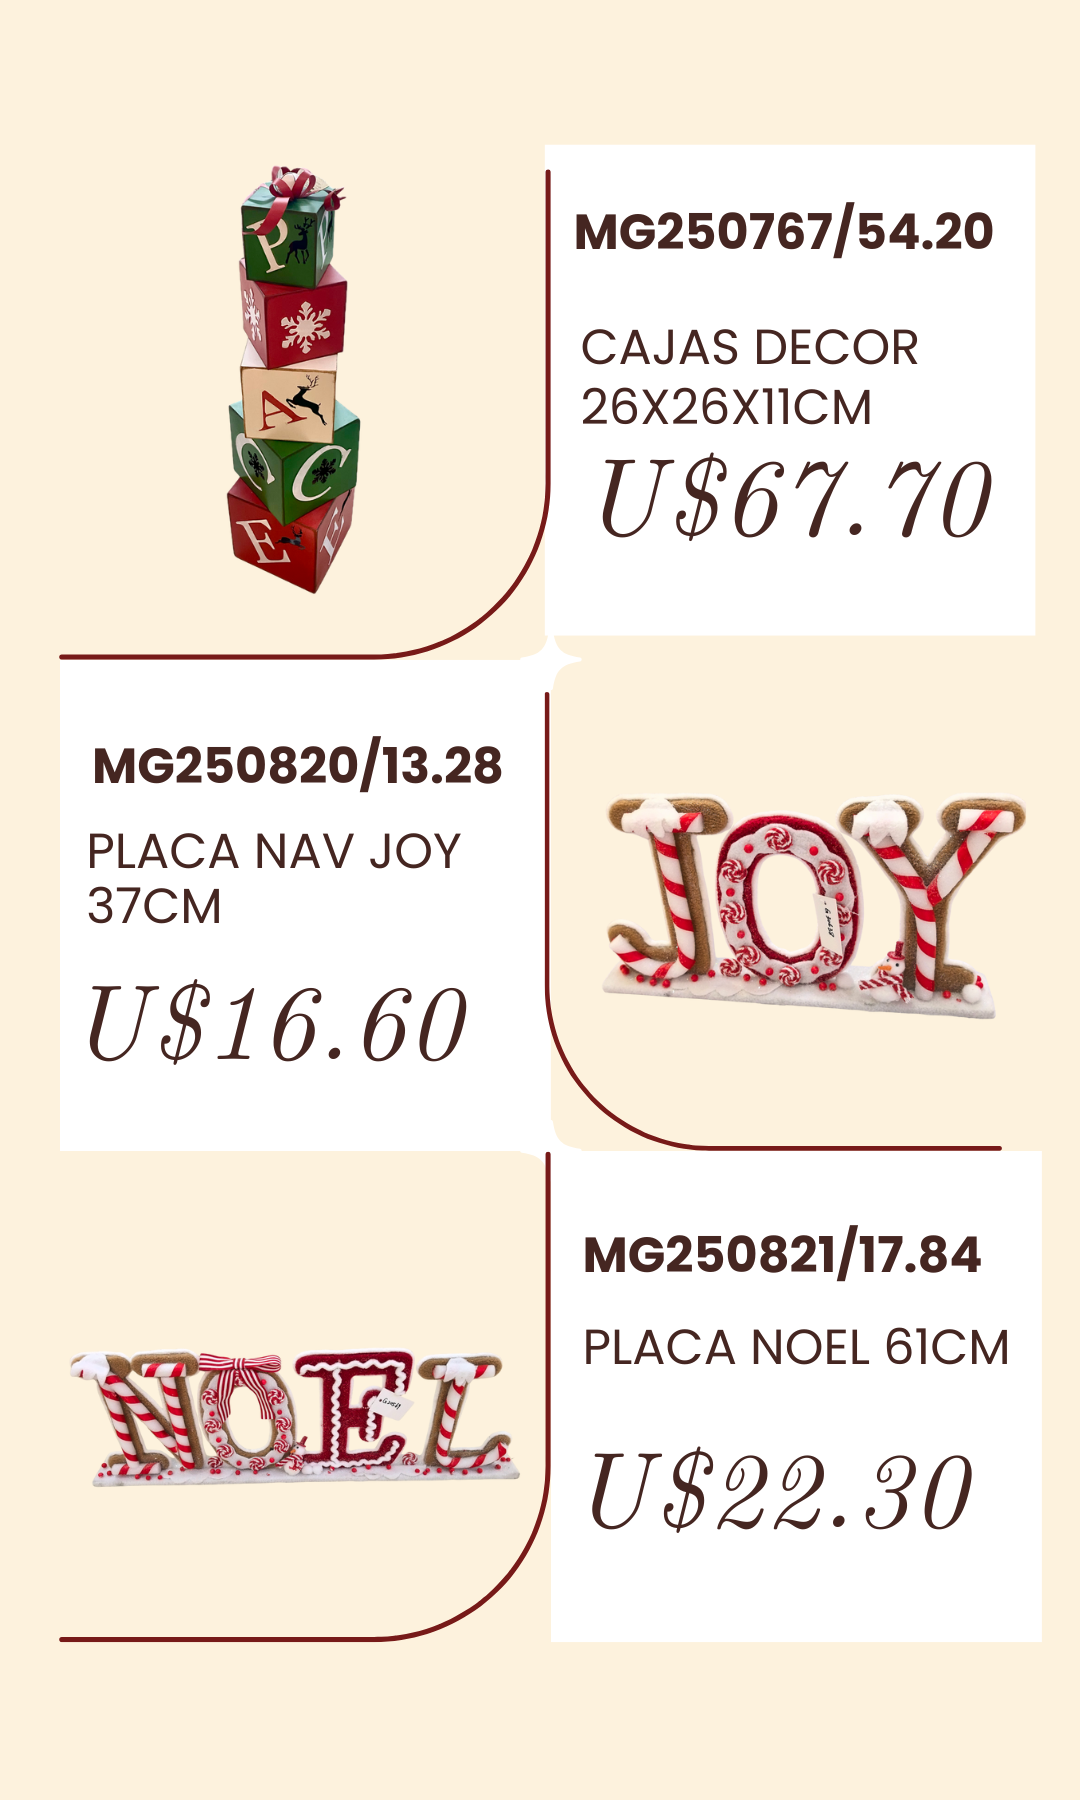 P
A
C C
E E
MG250767/54.20
CAJAS DECOR
26X26X11CM
U$67.70
MG250820/13.28
PLACA NAV JOY
37CM
U$16.60
JOY
MG250821/17.84
PLACA NOEL 61CM
U$22.30
NOEL